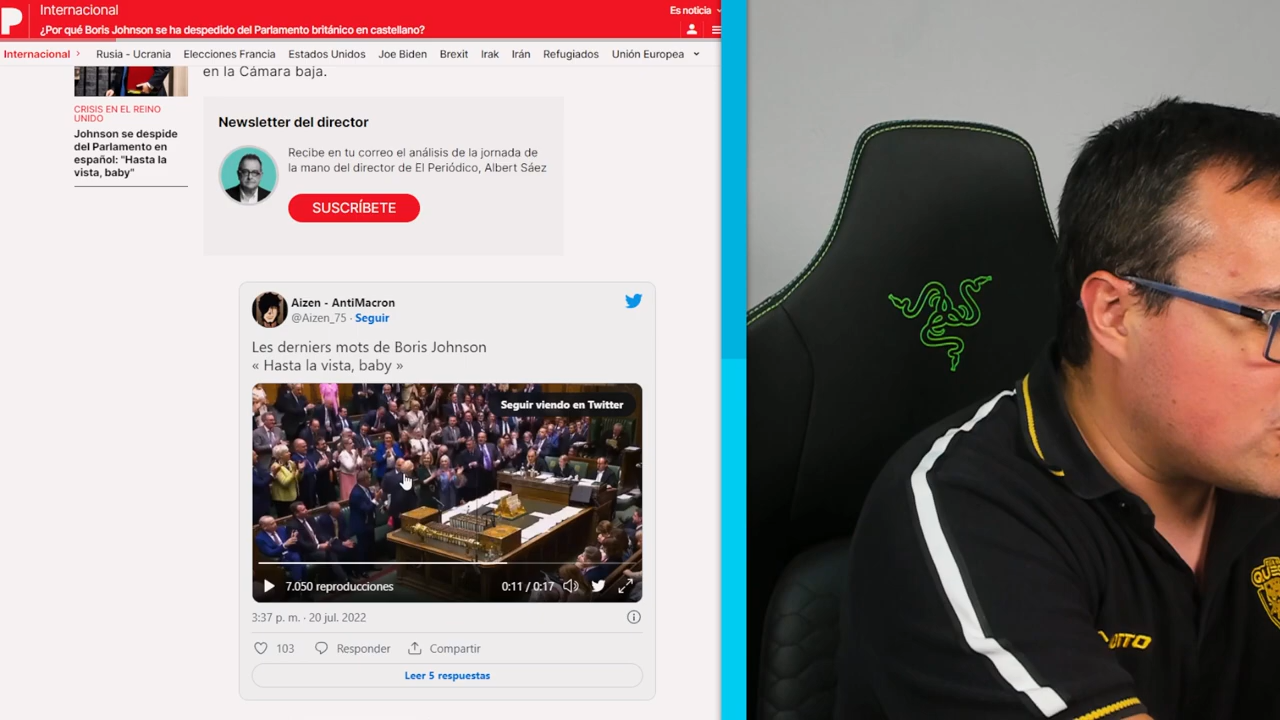 Internacional
Es noticia
¿Por qué Boris Johnson se ha despedido del Parlamento británico en castellano?
Internacional
Rusia - Ucrania
Elecciones Francia
Estados Unidos
Joe Biden
Brexit
Irak
Irán
Refugiados
Unión Europea
en la Cámara baja.
CRISIS EN EL REINO
UNIDO
Johnson se despide
del Parlamento en
español: "Hasta la
vista, baby"
Newsletter del director
Recibe en tu correo el análisis de la jornada de
la mano del director de El Periódico, Albert Sáez
SUSCRÍBETE
Aizen - AntiMacron
@Aizen_75 · Seguir
Les derniers mots de Boris Johnson
« Hasta la vista, baby »
Seguir viendo en Twitter
7.050 reproducciones
0:11 / 0:17
3:37 p. m. · 20 jul. 2022
103
Responder
Compartir
Leer 5 respuestas